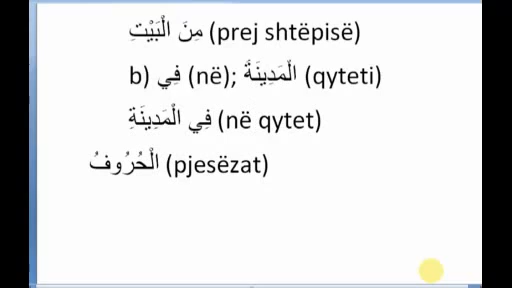 مِنَ الْبَيْتِ (prej shtëpisë)
b) فِي (në); الْمَدِينَةَ (qyteti)
فِي الْمَدِينَةِ (në qytet)
الْحُرُوفُ (pjesëzat)